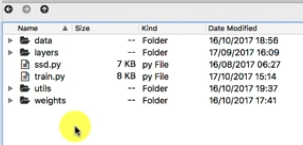 Name Size Kind Date Modified
data -- Folder 16/10/2017 18:56
layers -- Folder 17/09/2017 16:09
ssd.py 7 KB py File 16/08/2017 06:27
train.py 8 KB py File 17/10/2017 15:14
utils -- Folder 16/10/2017 19:37
weights -- Folder 16/10/2017 17:41